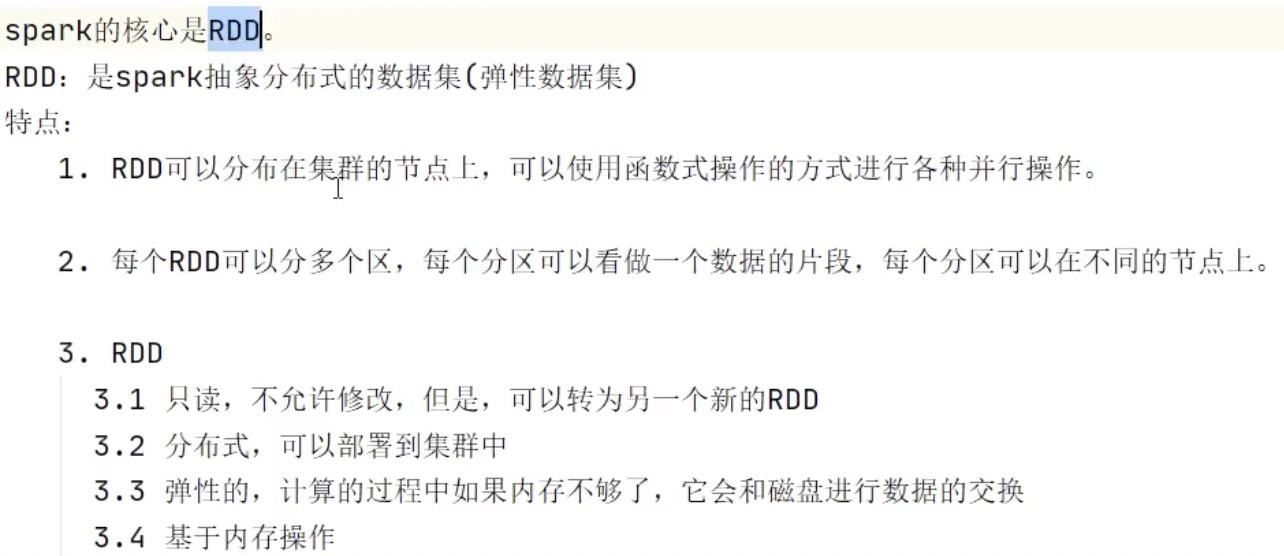 spark的核心是RDD。
RDD：是spark抽象分布式的数据集(弹性数据集)
特点：
1. RDD可以分布在集群的节点上，可以使用函数式操作的方式进行各种并行操作。
2. 每个RDD可以分多个区，每个分区可以看做一个数据的片段，每个分区可以在不同的节点上。
3. RDD
3.1 只读，不允许修改，但是，可以转为另一个新的RDD
3.2 分布式，可以部署到集群中
3.3 弹性的，计算的过程中如果内存不够了，它会和磁盘进行数据的交换
3.4 基于内存操作